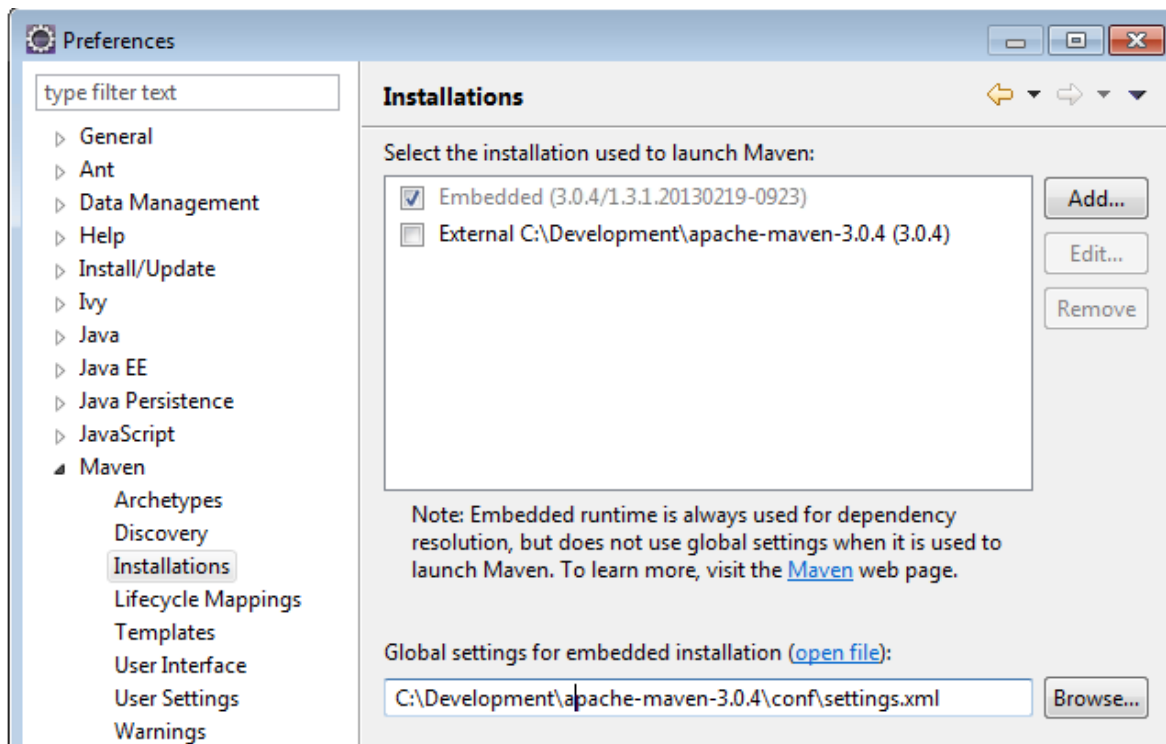 Preferences
type filter text
General
Ant
Data Management
Help
Install/Update
Ivy
Java
Java EE
Java Persistence
JavaScript
Maven
Archetypes
Discovery
Installations
Lifecycle Mappings
Templates
User Interface
User Settings
Warnings
Installations
Select the installation used to launch Maven:
Embedded (3.0.4/1.3.1.20130219-0923)
External C:\Development\apache-maven-3.0.4 (3.0.4)
Add...
Edit...
Remove
Note: Embedded runtime is always used for dependency
resolution, but does not use global settings when it is used to
launch Maven. To learn more, visit the Maven web page.
Global settings for embedded installation (open file):
C:\Development\apache-maven-3.0.4\conf\settings.xml
Browse...